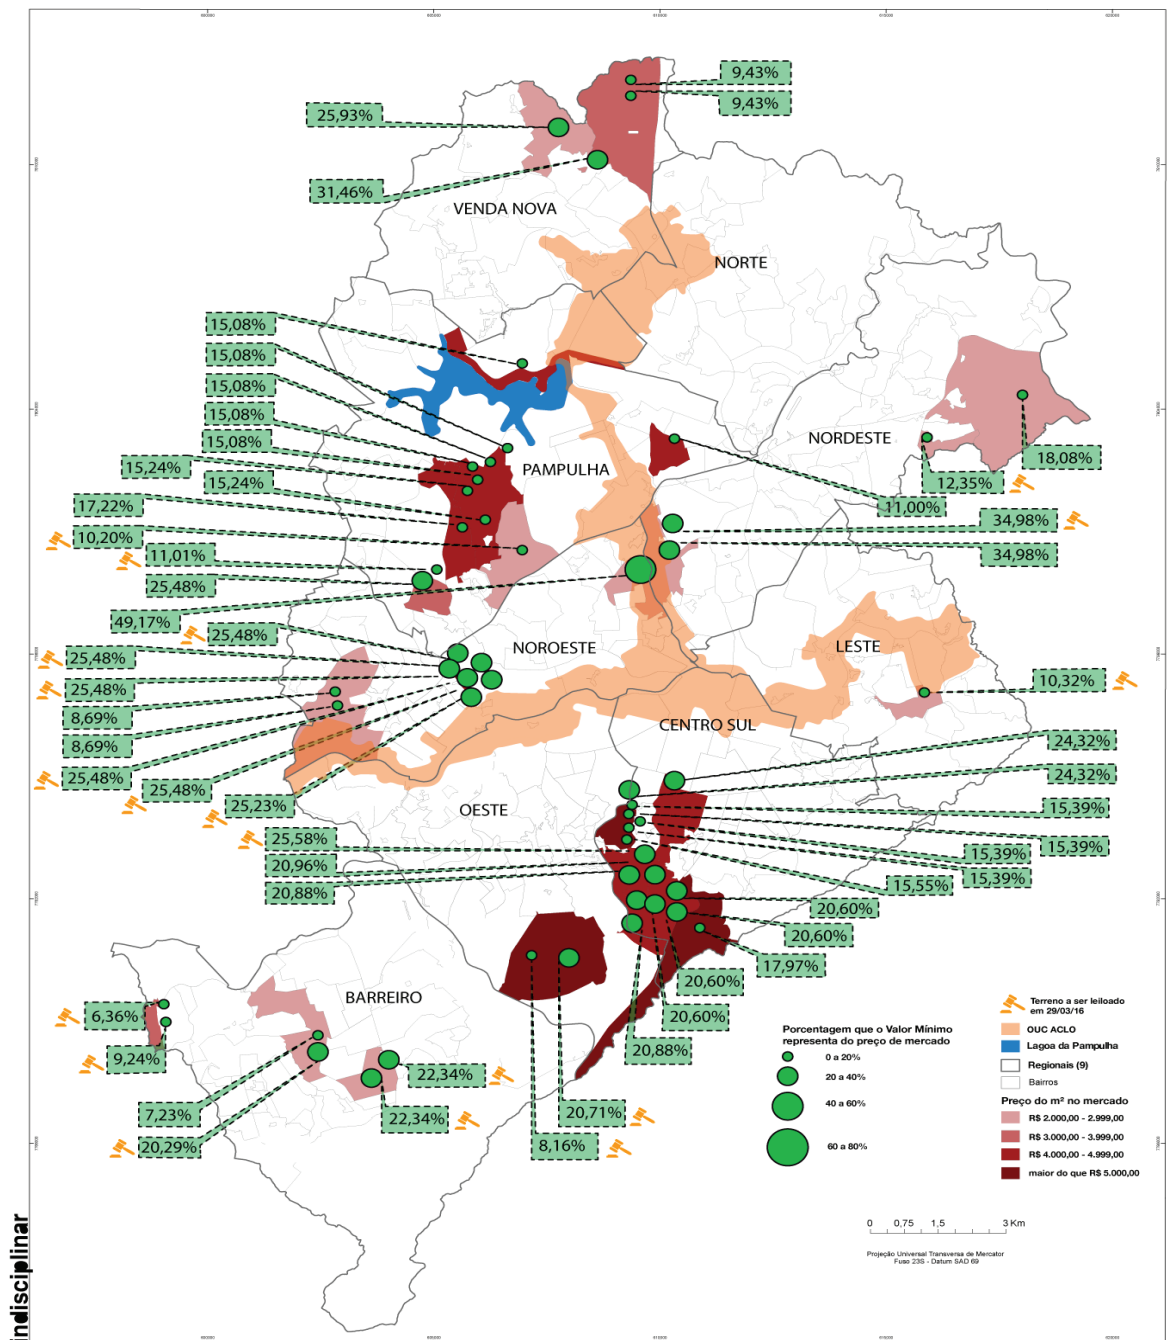 9,43%
9,43%
25,93%
31,46%
VENDA NOVA
NORTE
15,08%
15,08%
15,08%
15,08%
15,08%
15,24%
15,24%
17,22%
10,20%
11,01%
25,48%
49,17%
PAMPULHA
NORDESTE
18,08%
12,35%
11,00%
34,98%
34,98%
25,48%
25,48%
25,48%
8,69%
8,69%
25,48%
25,48%
25,23%
NOROESTE
LESTE
10,32%
CENTRO SUL
OESTE
24,32%
24,32%
15,39%
15,39%
15,39%
15,39%
15,55%
25,58%
20,96%
20,88%
20,60%
20,60%
17,97%
20,60%
20,60%
20,88%
BARREIRO
6,36%
9,24%
7,23%
20,29%
22,34%
22,34%
20,71%
8,16%
Porcentagem que o Valor Mínimo
representa do preço de mercado
0 a 20%
20 a 40%
40 a 60%
60 a 80%
Terreno a ser leiloado
em 29/03/16
OUC ACLO
Lagoa da Pampulha
Regionais (9)
Bairros
Preço do m² no mercado
R$ 2.000,00 - 2.999,00
R$ 3.000,00 - 3.999,00
R$ 4.000,00 - 4.999,00
maior do que R$ 5.000,00
0 0,75 1,5 3 Km
Projeção Universal Transversa de Mercator
Fuso 23S - Datum SAD 69
indisciplinar